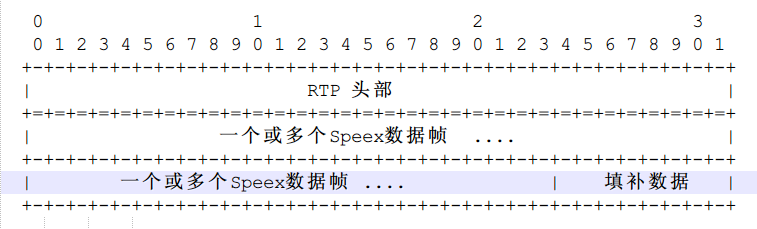 0                   1                   2                   3
0 1 2 3 4 5 6 7 8 9 0 1 2 3 4 5 6 7 8 9 0 1 2 3 4 5 6 7 8 9 0 1
+-+-+-+-+-+-+-+-+-+-+-+-+-+-+-+-+-+-+-+-+-+-+-+-+-+-+-+-+-+-+-+-+
| RTP 头部 |
+=+=+=+=+=+=+=+=+=+=+=+=+=+=+=+=+=+=+=+=+=+=+=+=+=+=+=+=+=+=+=+=+
| 一个或多个Speex数据帧 .... |
+-+-+-+-+-+-+-+-+-+-+-+-+-+-+-+-+-+-+-+-+-+-+-+-+-+-+-+-+-+-+-+-+
| 一个或多个Speex数据帧 .... | 填补数据 |
+-+-+-+-+-+-+-+-+-+-+-+-+-+-+-+-+-+-+-+-+-+-+-+-+-+-+-+-+-+-+-+-+